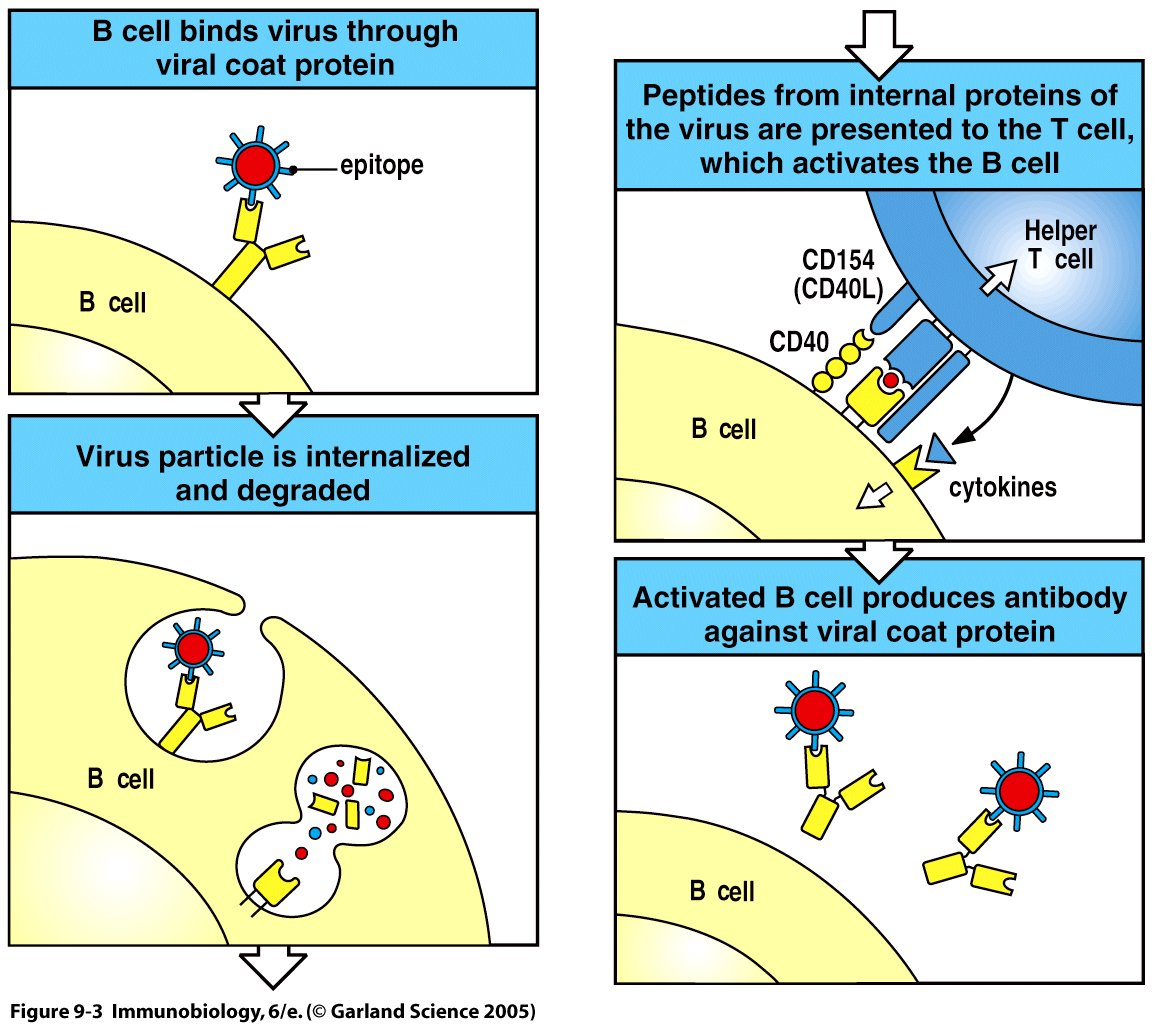 B cell binds virus through
viral coat protein
epitope
B cell
Virus particle is internalized
and degraded
B cell
Peptides from internal proteins of
the virus are presented to the T cell,
which activates the B cell
Helper
T cell
CD154
(CD40L)
CD40
B cell
cytokines
Activated B cell produces antibody
against viral coat protein
B cell
Figure 9-3 Immunobiology, 6/e. (© Garland Science 2005)